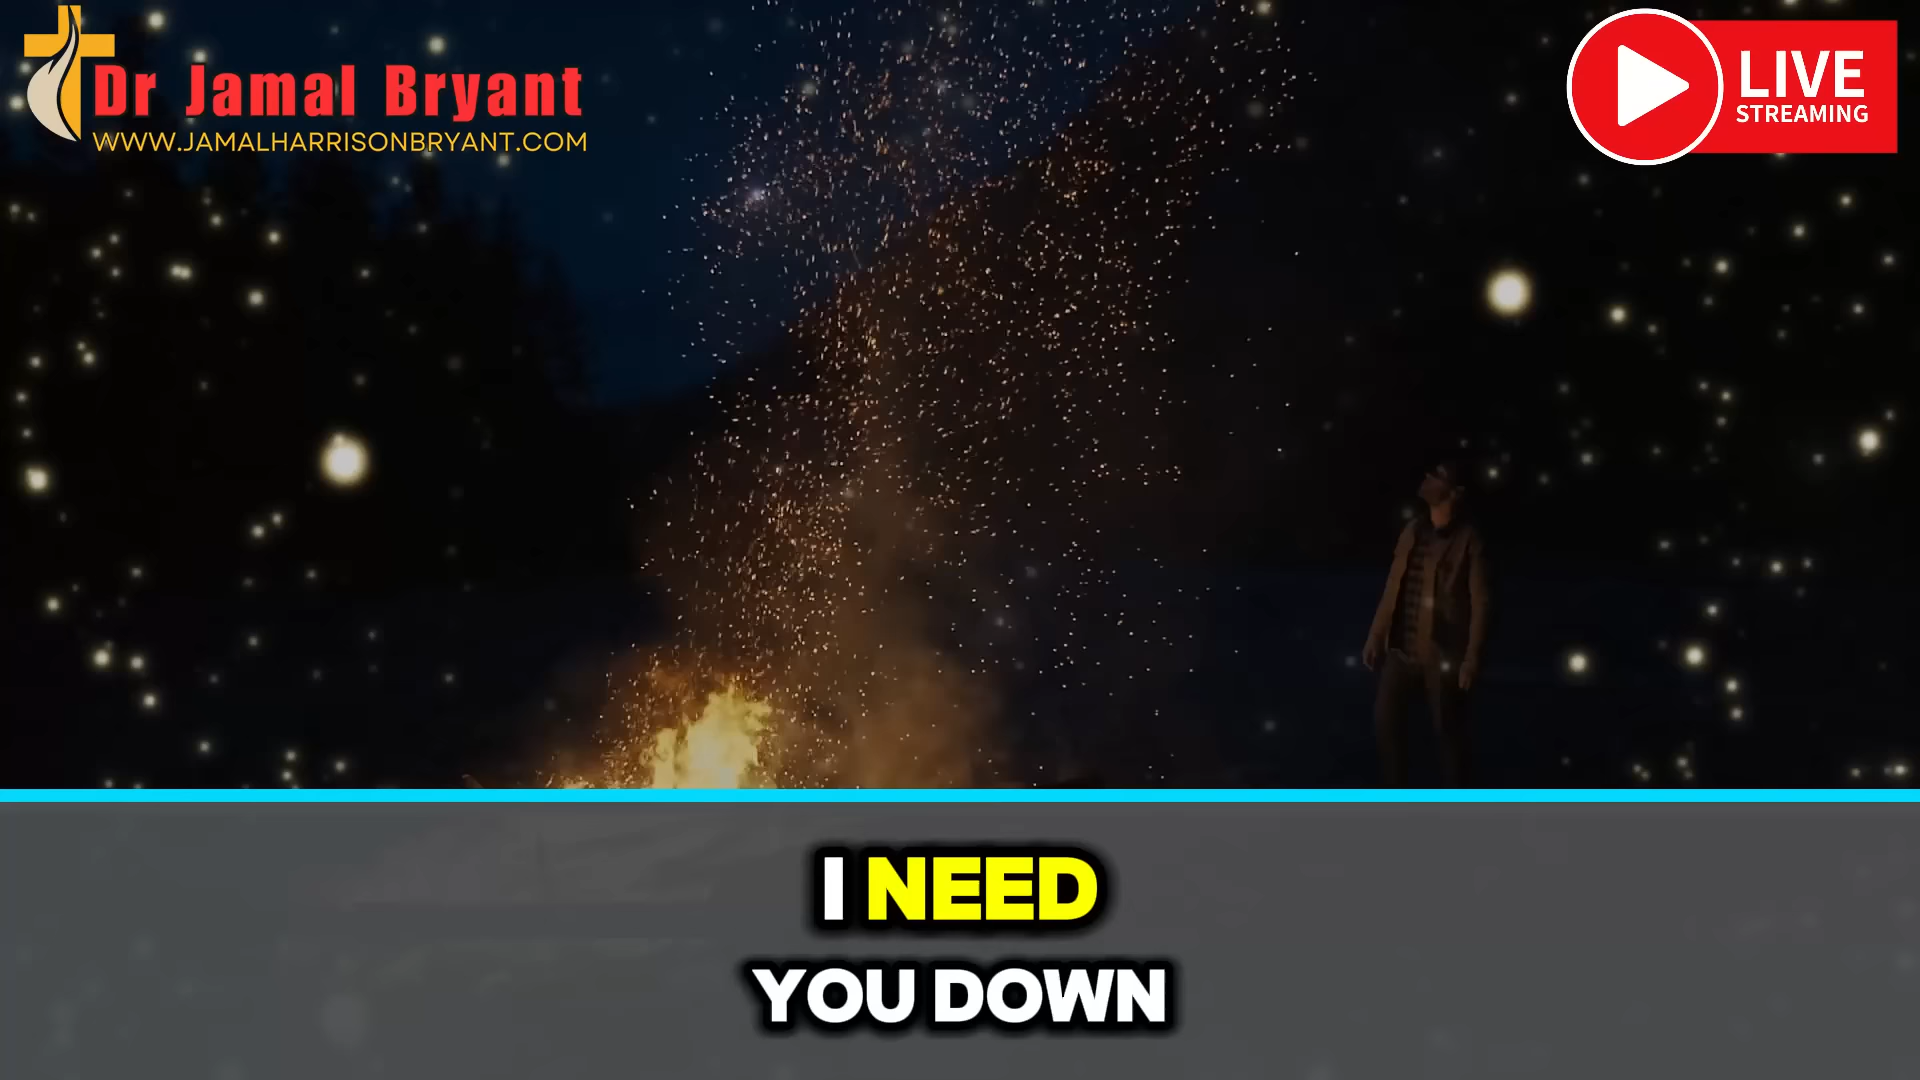 Dr Jamal Bryant
WWW.JAMALHARRISONBRYANT.COM
LIVE
STREAMING
I NEED
YOU DOWN